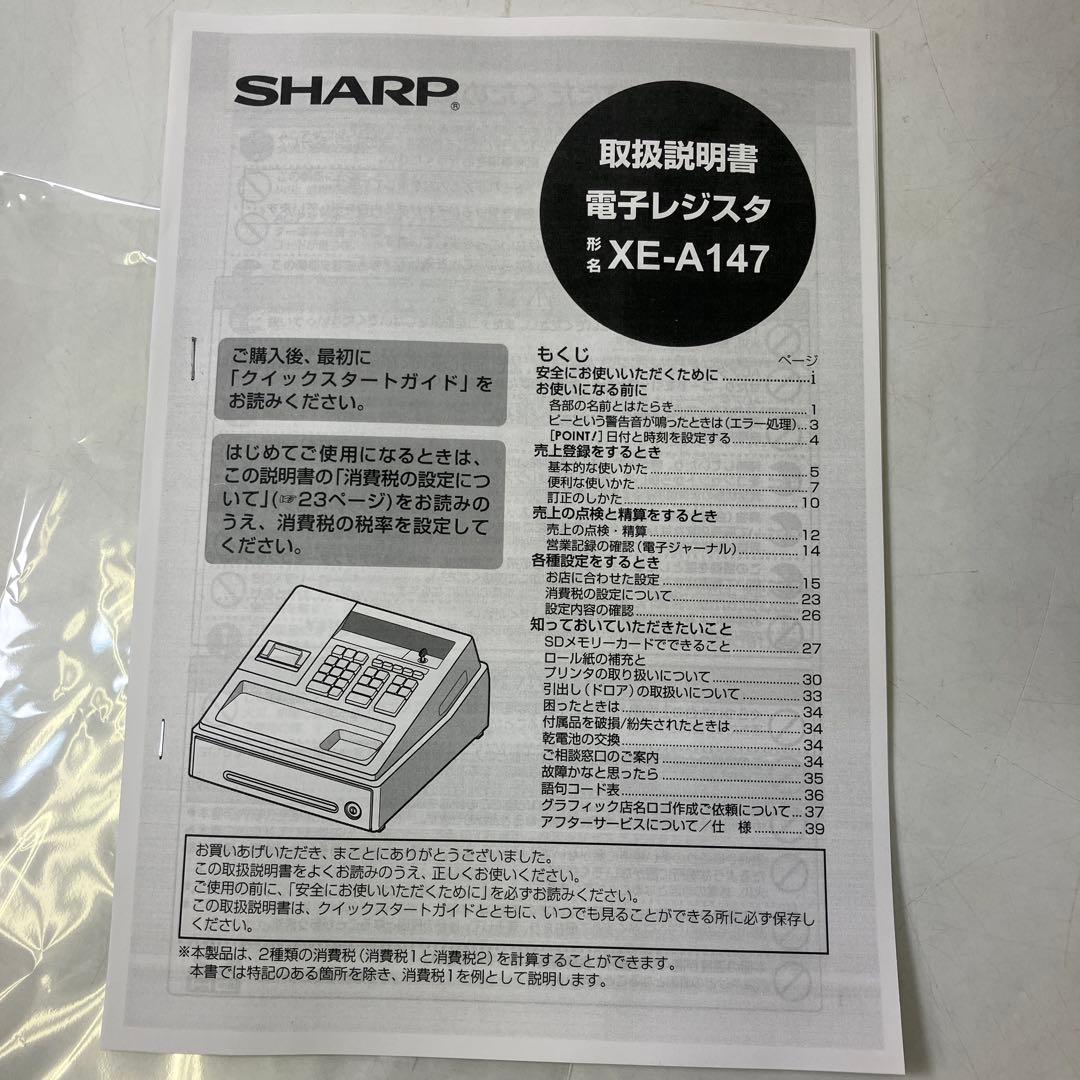 SHARP®
取扱説明書
電子レジスタ
形名 XE-A147
ご購入後、最初に
「クイックスタートガイド」を
お読みください。
はじめてご使用になるときは、
この説明書の「消費税の設定につ
いて」(☞23ページ)をお読みの
うえ、消費税の税率を設定して
ください。
もくじ ページ
安全にお使いいただくために ........................i
お使いになる前に
各部の名前とはたらき........................1
ピーという警告音が鳴ったときは(エラー処理)...3
[POINT!]日付と時刻を設定する................4
売上登録をするとき
基本的な使いかた........................5
便利な使いかた........................7
訂正のしかた........................10
売上の点検と精算をするとき
売上の点検・精算........................12
営業記録の確認(電子ジャーナル)................14
各種設定をするとき
お店に合わせた設定........................15
消費税の設定について........................23
設定内容の確認........................26
知っておいていただきたいこと
SDメモリーカードでできること................27
ロール紙の補充と
プリンタの取り扱いについて................30
引出し(ドロア)の取扱いについて................33
困ったときは........................34
付属品を破損/紛失されたときは................34
乾電池の交換........................34
ご相談窓口のご案内........................34
故障かなと思ったら........................35
語句コード表........................36
グラフィック店名ロゴ作成ご依頼について...37
アフターサービスについて/仕 様............39
お買いあげいただき、まことにありがとうございました。
この取扱説明書をよくお読みのうえ、正しくお使いください。
ご使用の前に、「安全にお使いいただくために」を必ずお読みください。
この取扱説明書は、クイックスタートガイドとともに、いつでも見ることができる所に必ず保存し
てください。
※本製品は、2種類の消費税(消費税1と消費税2)を計算することができます。
本書では特記のある箇所を除き、消費税1を例として説明します。